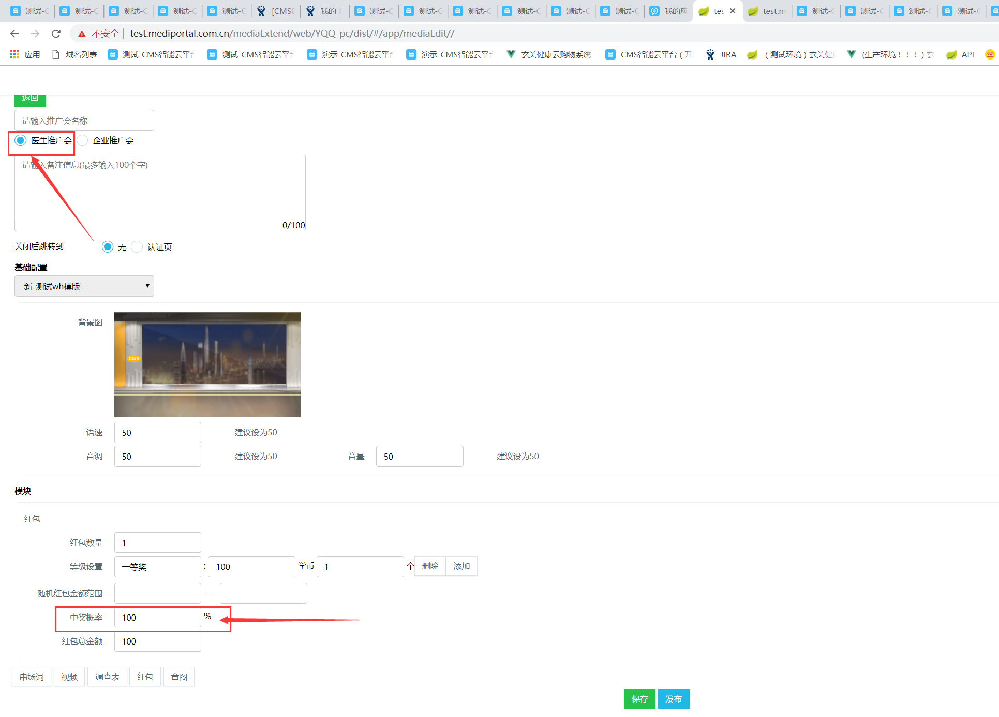 测试-C 测试-C 测试-C 测试-C 测试-C [CMS 我的工 测试-C 测试-C 测试-C 测试-C 测试-C 测试-C 我的应 tes test.m 测试-C 测试-C 测试-C 测试-C
不安全 test.mediportal.com.cn/mediaExtend/web/YQQ_pc/dist/#/app/mediaEdit//
应用 域名列表 测试-CMS智能云平台 测试-CMS智能云平台 演示-CMS智能云平台 演示-CMS智能云平台 玄关健康云购物系统 CMS智能云平台（开 JIRA （测试环境）玄关健 (生产环境！！！) 玄 API
返回
请输入推广会名称
医生推广会 企业推广会
请输入备注信息(最多输入100个字)
0/100
关闭后跳转到 无 认证页
基础配置
新-测试wh模版一
背景图
CMS
语速 50 建议设为50
音调 50 建议设为50 音量 50 建议设为50
模块
红包
红包数量 1
等级设置 一等奖 : 100 学币 1 个 删除 添加
随机红包金额范围 —
中奖概率 100 %
红包总金额 100
串场词 视频 调查表 红包 音图
保存 发布